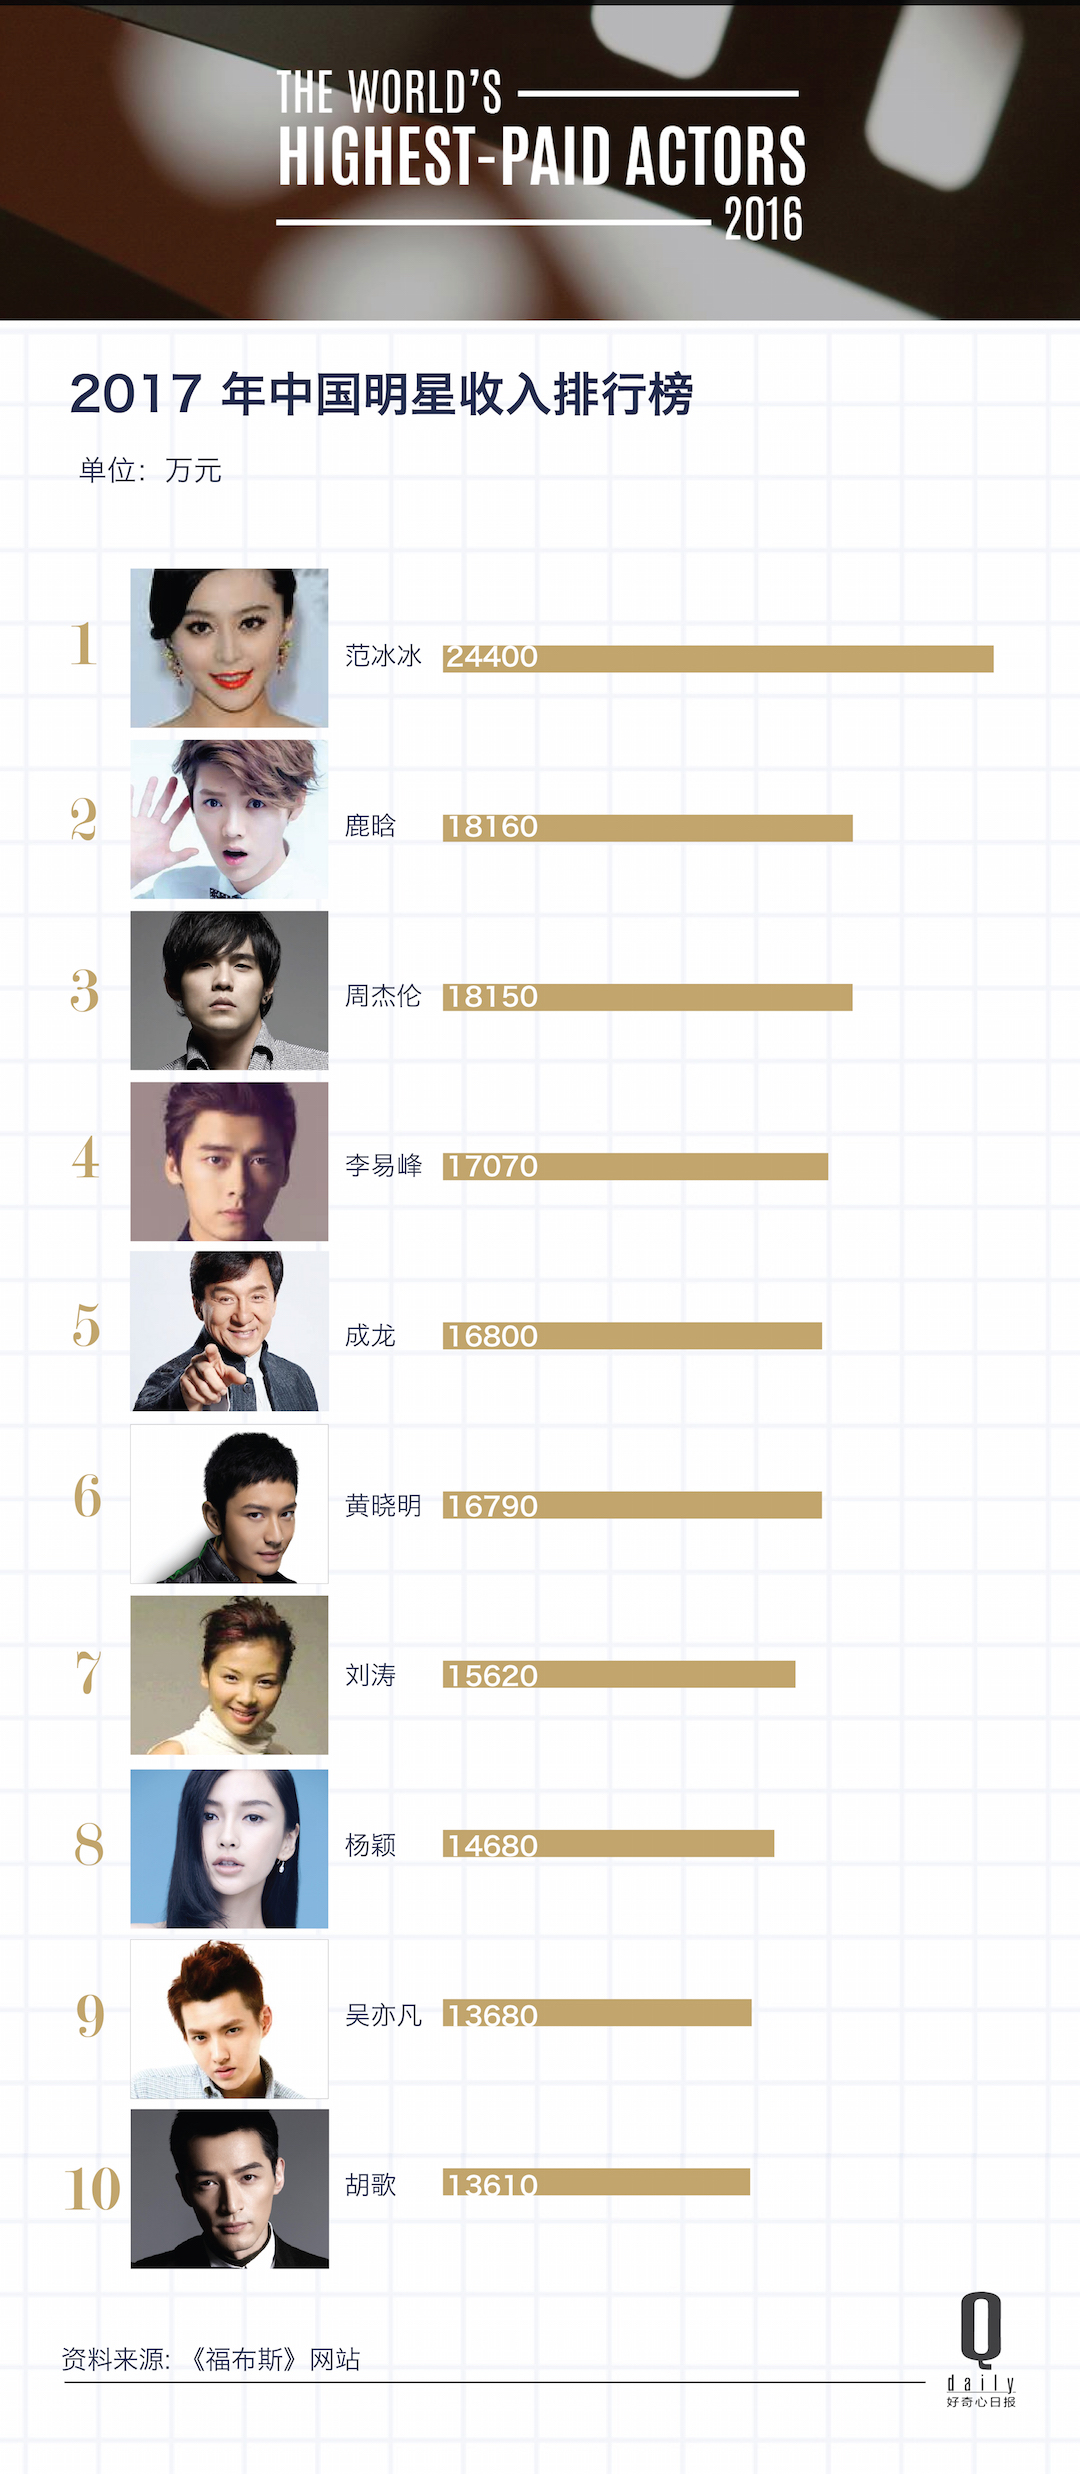 THE WORLD'S
HIGHEST-PAID ACTORS
2016
2017 年中国明星收入排行榜
单位：万元
1 范冰冰 24400
2 鹿晗 18160
3 周杰伦 18150
4 李易峰 17070
5 成龙 16800
6 黄晓明 16790
7 刘涛 15620
8 杨颖 14680
9 吴亦凡 13680
10 胡歌 13610
资料来源：《福布斯》网站
Q
daily
好奇心日报